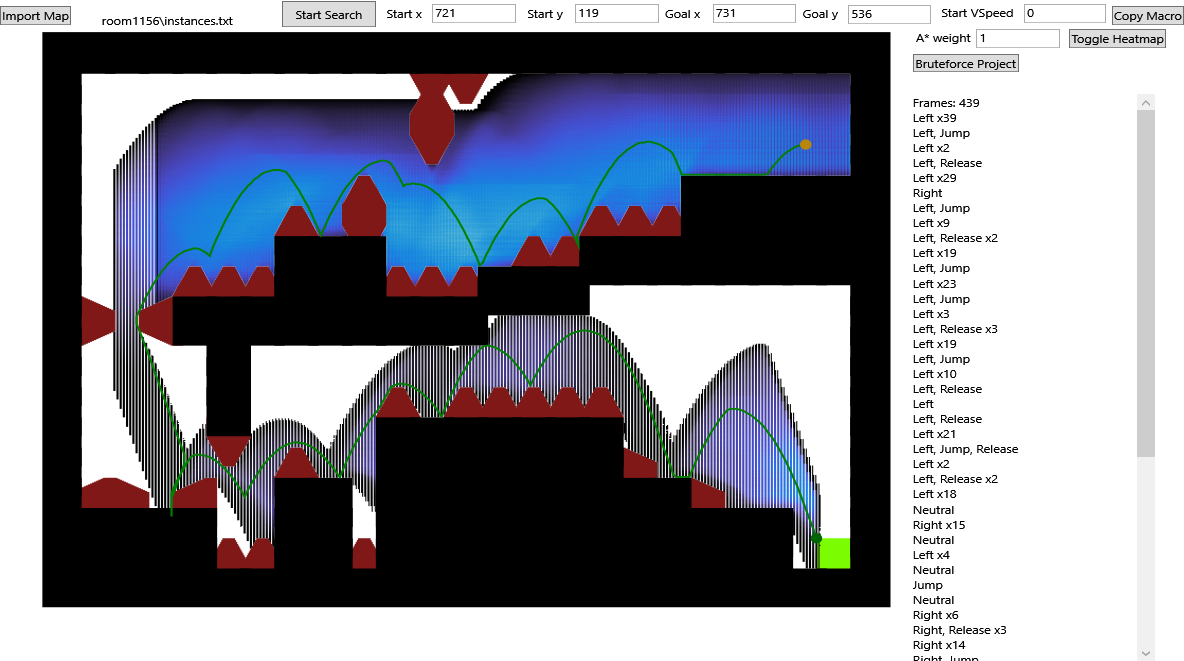 Import Map
room1156\instances.txt
Start Search
Start x 721
Start y 119
Goal x 731
Goal y 536
Start VSpeed 0
Copy Macro
A* weight 1
Toggle Heatmap
Bruteforce Project
Frames: 439
Left x39
Left, Jump
Left x2
Left, Release
Left x29
Right
Left, Jump
Left x9
Left, Release x2
Left x19
Left, Jump
Left x23
Left, Jump
Left x3
Left, Release x3
Left x19
Left, Jump
Left x10
Left, Release
Left
Left, Release
Left x21
Left, Jump, Release
Left x2
Left, Release x2
Left x18
Neutral
Right x15
Neutral
Left x4
Neutral
Jump
Neutral
Right x6
Right, Release x3
Right x14
Right, Jump